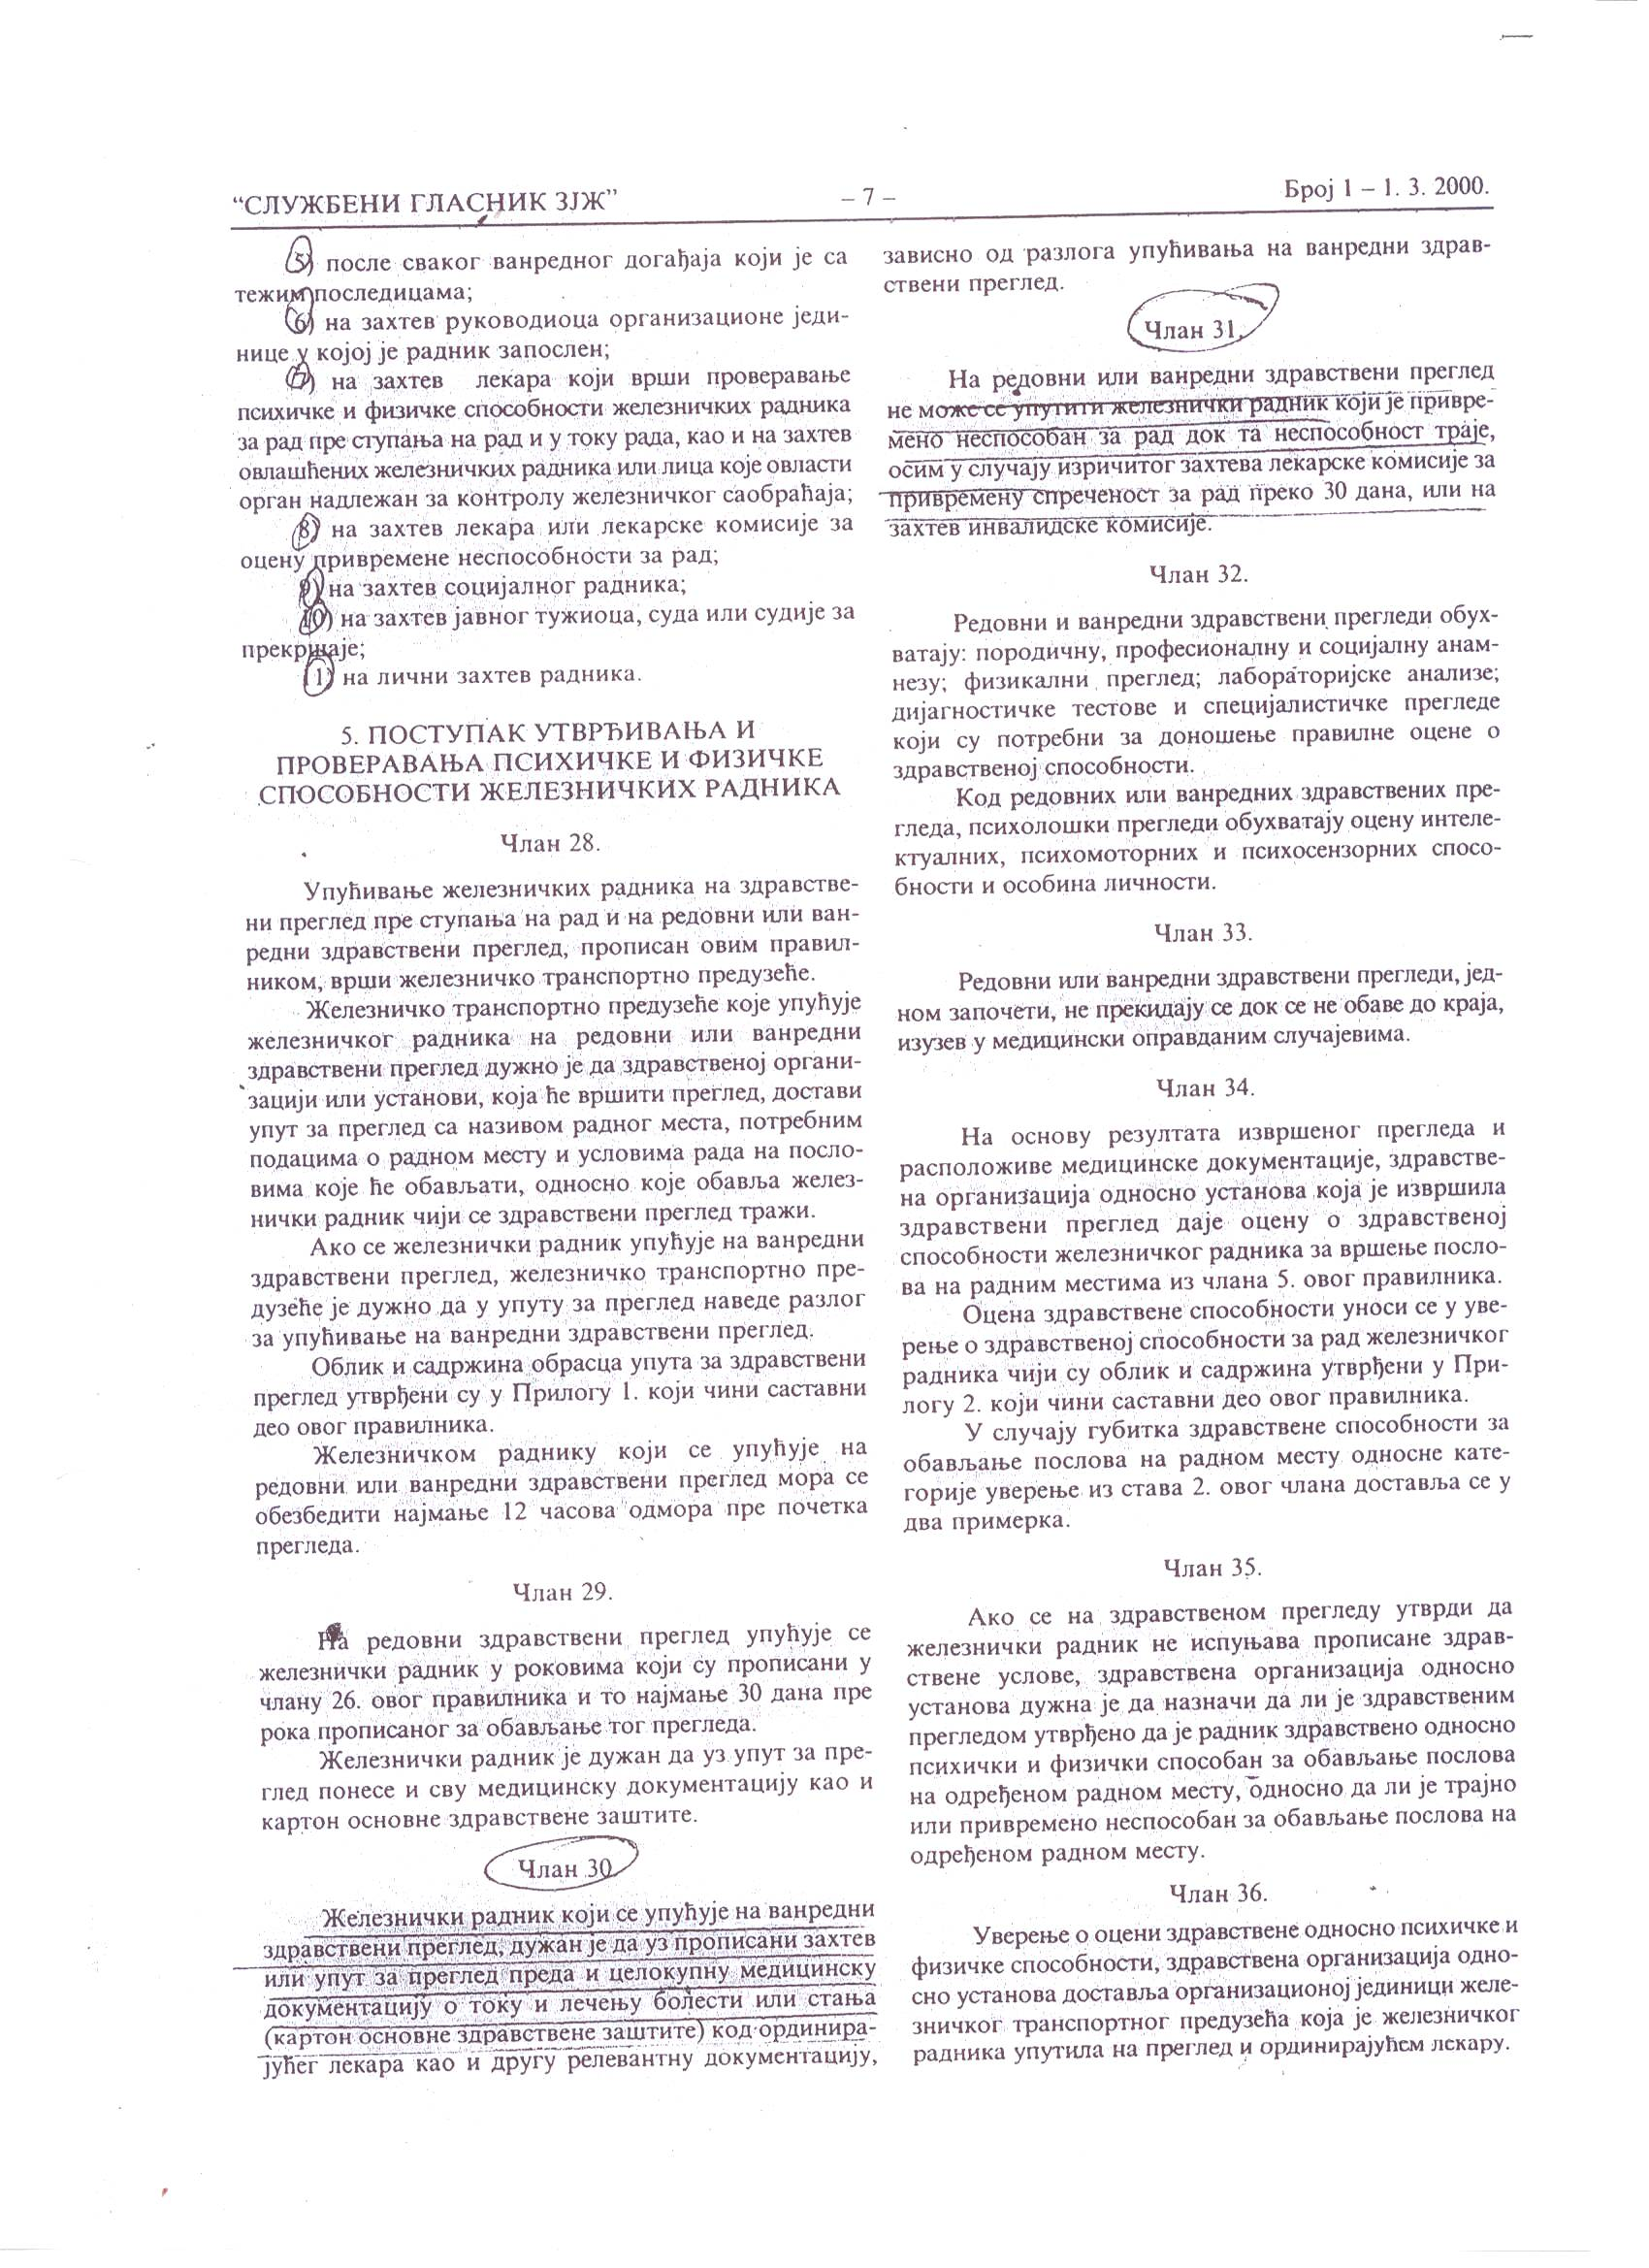 “СЛУЖБЕНИ ГЛАСНИК ЗЈЖ”
– 7 –
Број 1 – 1. 3. 2000.
5) после сваког ванредног догађаја који је са
тежим последицама;
6) на захтев руководиоца организационе једи-
нице у којој је радник запослен;
7) на захтев лекара који врши проверавање
психичке и физичке способности железничких радника
за рад пре ступања на рад и у току рада, као и на захтев
овлашћених железничких радника или лица које овласти
орган надлежан за контролу железничког саобраћаја;
8) на захтев лекара или лекарске комисије за
оцену привремене неспособности за рад;
9) на захтев социјалног радника;
10) на захтев јавног тужиоца, суда или судије за
прекршаје;
11) на лични захтев радника.
5. ПОСТУПАК УТВРЂИВАЊА И
ПРОВЕРАВАЊА ПСИХИЧКЕ И ФИЗИЧКЕ
СПОСОБНОСТИ ЖЕЛЕЗНИЧКИХ РАДНИКА
Члан 28.
Упућивање железничких радника на здравстве-
ни преглед пре ступања на рад и на редовни или ван-
редни здравствени преглед, прописан овим правил-
ником, врши железничко транспортно предузеће.
Железничко транспортно предузеће које упућује
железничког радника на редовни или ванредни
здравствени преглед дужно је да здравственој органи-
зацији или установи, која ће вршити преглед, достави
упут за преглед са називом радног места, потребним
подацима о радном месту и условима рада на посло-
вима које ће обављати, односно које обавља желез-
нички радник чији се здравствени преглед тражи.
Ако се железнички радник упућује на ванредни
здравствени преглед, железничко транспортно пре-
дузеће је дужно да у упуту за преглед наведе разлог
за упућивање на ванредни здравствени преглед.
Облик и садржина обрасца упута за здравствени
преглед утврђени су у Прилогу 1. који чини саставни
део овог правилника.
Железничком раднику који се упућује на
редовни или ванредни здравствени преглед мора се
обезбедити најмање 12 часова одмора пре почетка
прегледа.
Члан 29.
На редовни здравствени преглед упућује се
железнички радник у роковима који су прописани у
члану 26. овог правилника и то најмање 30 дана пре
рока прописаног за обављање тог прегледа.
Железнички радник је дужан да уз упут за пре-
глед понесе и сву медицинску документацију као и
картон основне здравствене заштите.
Члан 30.
Железнички радник који се упућује на ванредни
здравствени преглед, дужан је да уз прописани захтев
или упут за преглед преда и целокупну медицинску
документацију о току и лечењу болести или стања
(картон основне здравствене заштите) код ординира-
јућег лекара као и другу релевантну документацију,
зависно од разлога упућивања на ванредни здрав-
ствени преглед.
Члан 31.
На редовни или ванредни здравствени преглед
не може се упутити железнички радник који је привре-
мено неспособан за рад док та неспособност траје,
осим у случају изричитог захтева лекарске комисије за
привремену спреченост за рад преко 30 дана, или на
захтев инвалидске комисије.
Члан 32.
Редовни и ванредни здравствени прегледи обух-
ватају: породичну, професионалну и социјалну анам-
незу; физикални преглед; лабораторијске анализе;
дијагностичке тестове и специјалистичке прегледе
који су потребни за доношење правилне оцене о
здравственој способности.
Код редовних или ванредних здравствених пре-
гледа, психолошки прегледи обухватају оцену интеле-
ктуалних, психомоторних и психосензорних спосо-
бности и особина личности.
Члан 33.
Редовни или ванредни здравствени прегледи, јед-
ном започети, не прекидају се док се не обаве до краја,
изузев у медицински оправданим случајевима.
Члан 34.
На основу резултата извршеног прегледа и
расположиве медицинске документације, здравстве-
на организација односно установа која је извршила
здравствени преглед даје оцену о здравственој
способности железничког радника за вршење посло-
ва на радним местима из члана 5. овог правилника.
Оцена здравствене способности уноси се у уве-
рење о здравственој способности за рад железничког
радника чији су облик и садржина утврђени у При-
логу 2. који чини саставни део овог правилника.
У случају губитка здравствене способности за
обављање послова на радном месту односне кате-
горије уверење из става 2. овог члана доставља се у
два примерка.
Члан 35.
Ако се на здравственом прегледу утврди да
железнички радник не испуњава прописане здрав-
ствене услове, здравствена организација односно
установа дужна је да назначи да ли је здравственим
прегледом утврђено да је радник здравствено односно
психички и физички способан за обављање послова
на одређеном радном месту, односно да ли је трајно
или привремено неспособан за обављање послова на
одређеном радном месту.
Члан 36.
Уверење о оцени здравствене односно психичке и
физичке способности, здравствена организација одно-
сно установа доставља организационој јединици желе-
зничког транспортног предузећа која је железничког
радника упутила на преглед и ординирајућем лекару.